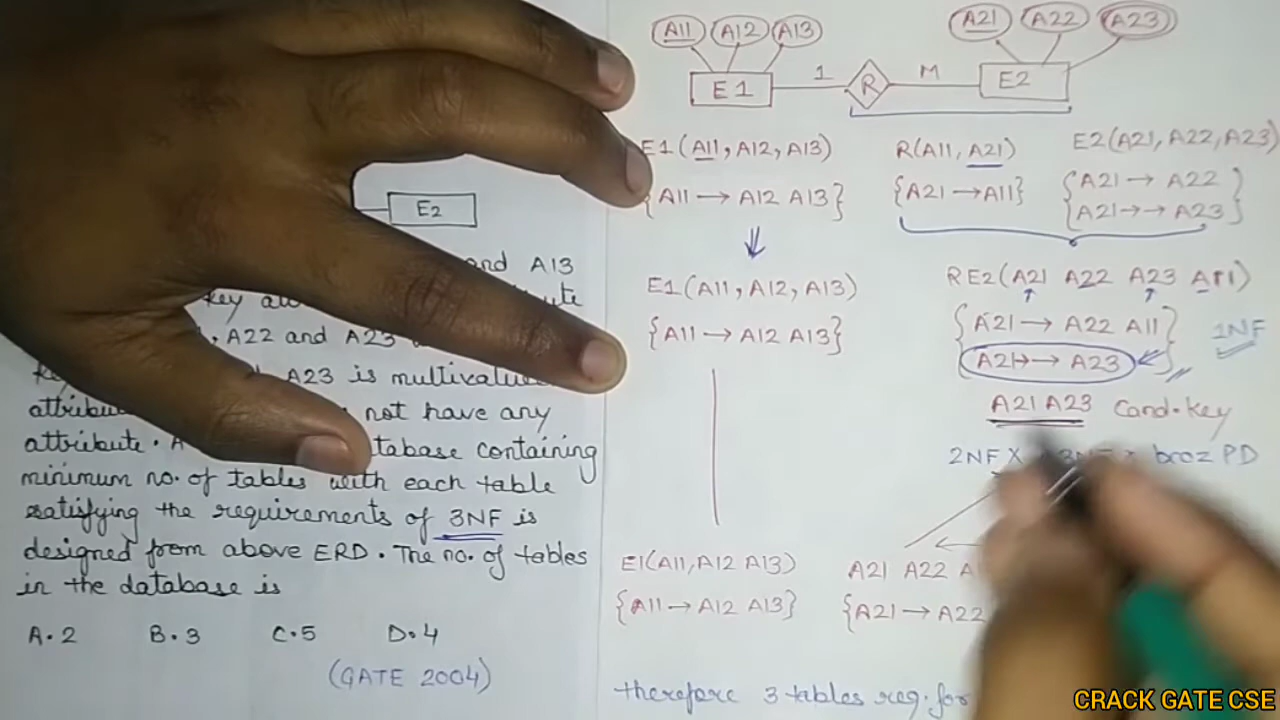 E2
and A13
key
, A22 and A23
A23 is multivalued
not have any
attribute. A tabase containing
minimum no. of tables with each table
satisfying the requirements of 3NF is
designed from above ERD. The no. of tables
in the database is
A. 2 B. 3 C. 5 D. 4
(GATE 2004)
A11 A12 A13
A21 A22 A23
E1 1 R M E2
E1(A11, A12, A13)
{A11 → A12 A13}
R(A11, A21)
{A21 → A11}
E2(A21, A22, A23)
{A21 → A22
A21 →→ A23}
E1(A11, A12, A13)
{A11 → A12 A13}
RE2(A21 A22 A23 A11)
{A21 → A22 A11
A21 →→ A23}
1NF
A21 A23 Cand. key
2NF X 3NF X bcoz PD
E1(A11, A12 A13)
{A11 → A12 A13}
A21 A22 A
{A21 → A22
therefore 3 tables req. for
CRACK GATE CSE